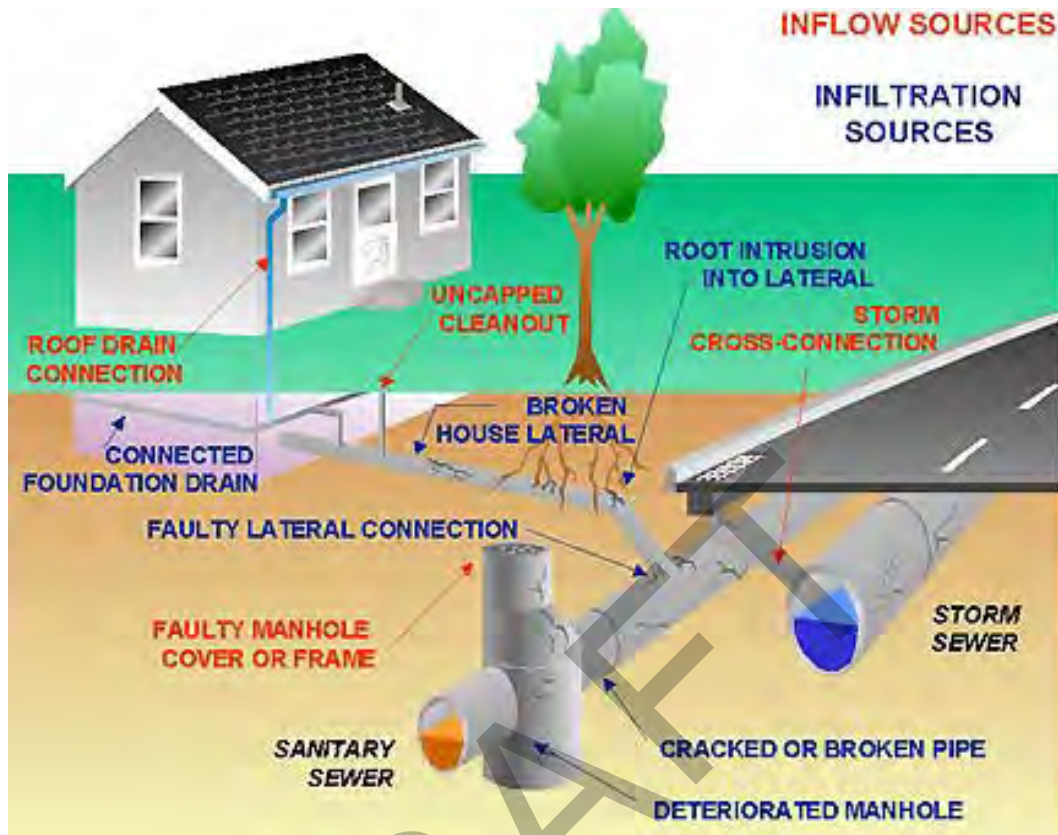 INFLOW SOURCES
INFILTRATION
SOURCES
ROOT INTRUSION
INTO LATERAL
UNCAPPED
CLEANOUT
STORM
CROSS-CONNECTION
ROOF DRAIN
CONNECTION
BROKEN
HOUSE LATERAL
CONNECTED
FOUNDATION DRAIN
FAULTY LATERAL CONNECTION
FAULTY MANHOLE
COVER OR FRAME
STORM
SEWER
SANITARY
SEWER
CRACKED OR BROKEN PIPE
DETERIORATED MANHOLE